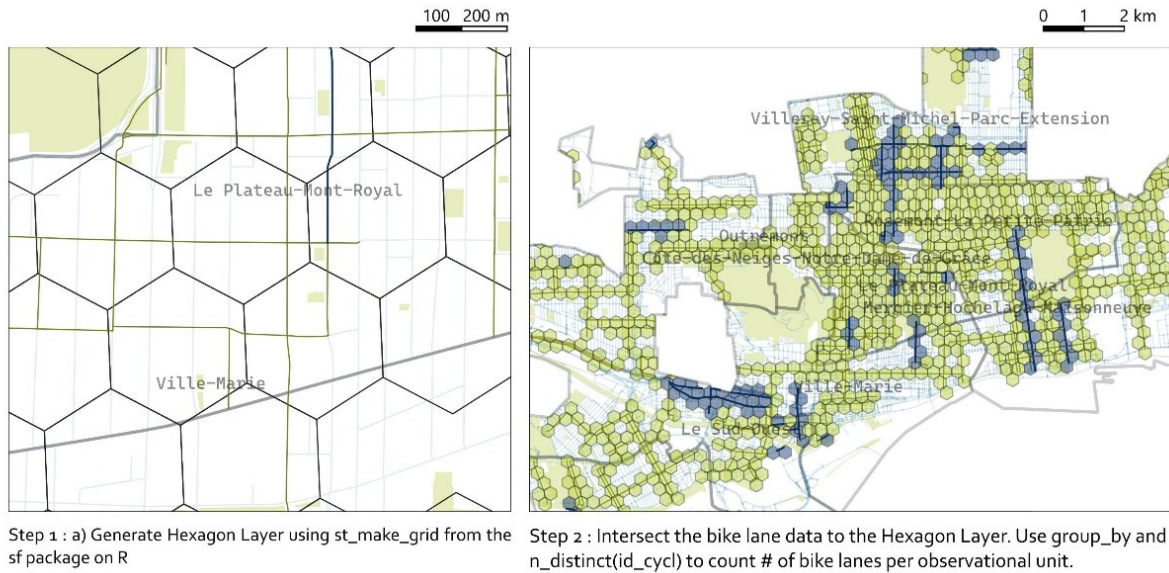 100 200 m
0 1 2 km
Le Plateau-Mont-Royal
Ville-Marie
Villeray-Saint-Michel-Parc-Extension
Rosemont-La Petite-Patrie
Outremont
Côte-des-Neiges-Notre-Dame-de-Grâce
Le Plateau-Mont-Royal
Mercier-Hochelaga-Maisonneuve
Ville-Marie
Le Sud-Ouest
Step 1 : a) Generate Hexagon Layer using st_make_grid from the
sf package on R
Step 2 : Intersect the bike lane data to the Hexagon Layer. Use group_by and
n_distinct(id_cycl) to count # of bike lanes per observational unit.